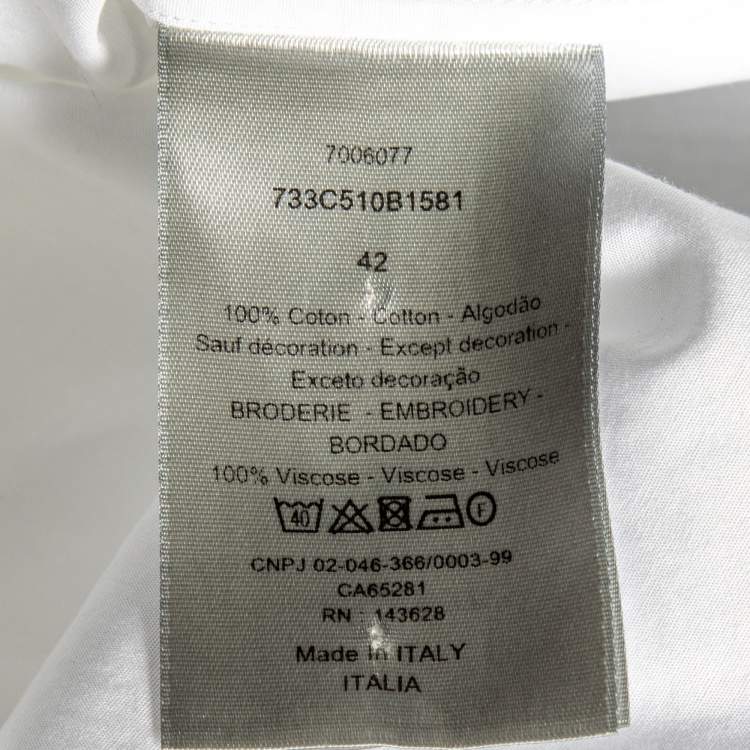 7006077
733C510B1581
42
100% Coton - Cotton - Algodão
Sauf décoration - Except decoration -
Exceto decoração
BRODERIE - EMBROIDERY -
BORDADO
100% Viscose - Viscose - Viscose
40 F
CNPJ 02-046-366/0003-99
CA65281
RN : 143628
Made in ITALY
ITALIA